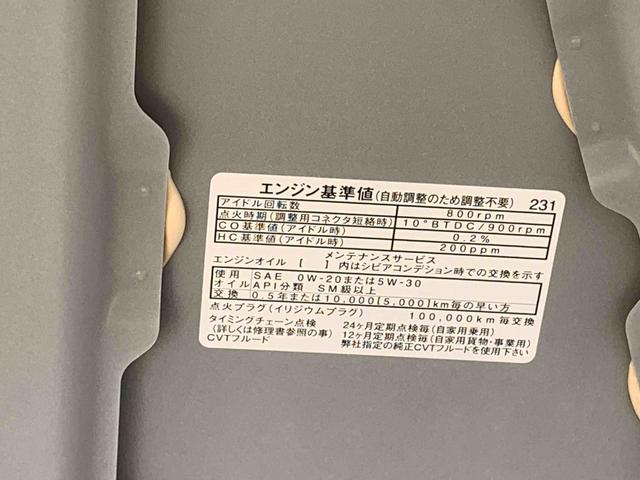 エンジン基準値(自動調整のため調整不要) 231
アイドル回転数 800rpm
点火時期(調整用コネクタ短絡時) 10°BTDC/900rpm
CO基準値(アイドル時) 0.2%
HC基準値(アイドル時) 200ppm
メンテナンスサービス
エンジンオイル [ ]内はシビアコンデション時での交換を示す
使用 SAE 0W-20または5W-30
オイル API分類 SM級以上
交換 0.5年または10,000[5,000]km毎の早い方
点火プラグ(イリジウムプラグ) 100,000km毎交換
タイミングチェーン点検 24ヶ月定期点検毎(自家用乗用)
(詳しくは修理書参照の事) 12ヶ月定期点検毎(自家用貨物・事業用)
CVTフルード 弊社指定の純正CVTフルードを使用下さい